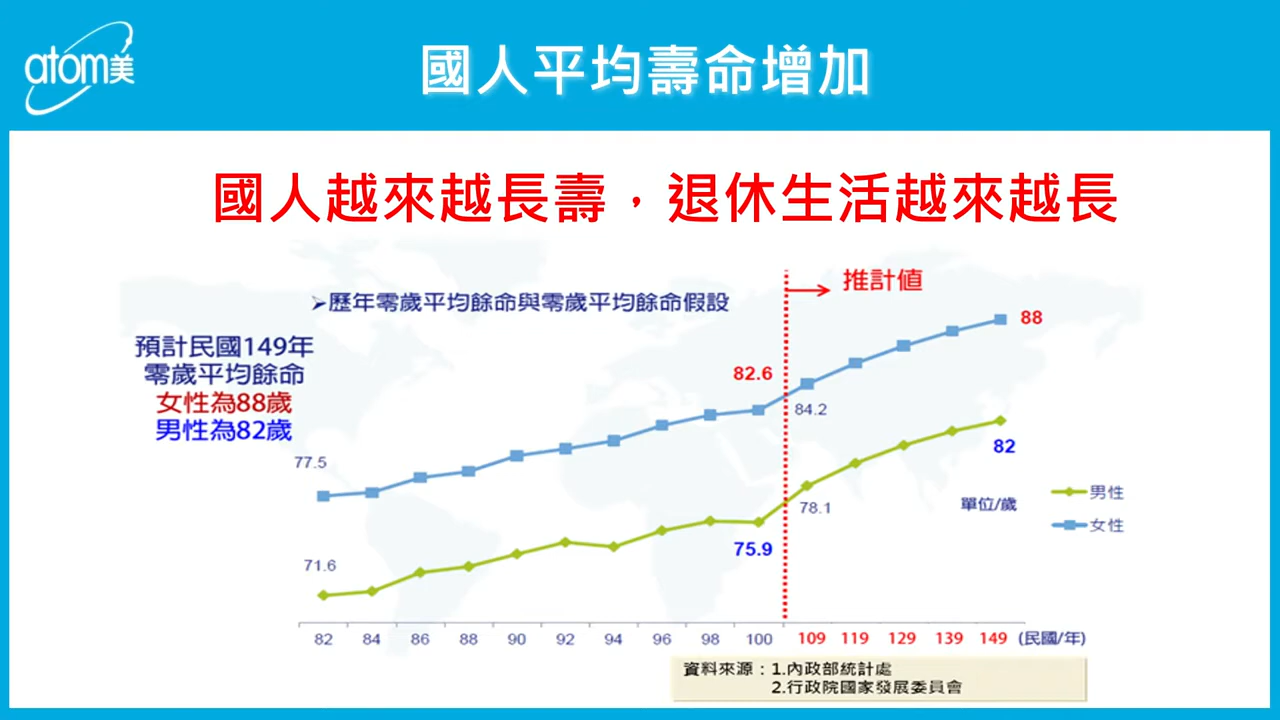 atom美
國人平均壽命增加
國人越來越長壽，退休生活越來越長
推計值
➢歷年零歲平均餘命與零歲平均餘命假設
預計民國149年
零歲平均餘命
女性為88歲
男性為82歲
88
82.6
84.2
77.5
82
78.1
75.9
71.6
單位/歲
男性
女性
82 84 86 88 90 92 94 96 98 100 109 119 129 139 149 (民國/年)
資料來源：1.內政部統計處
2.行政院國家發展委員會